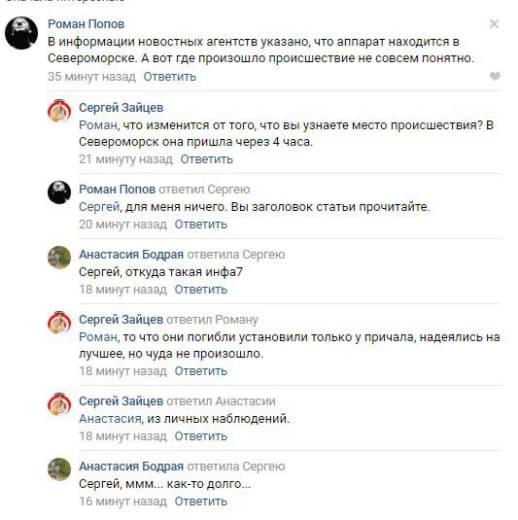 Роман Попов
В информации новостных агентств указано, что аппарат находится в
Североморске. А вот где произошло происшествие не совсем понятно.
35 минут назад Ответить
Сергей Зайцев
Роман, что изменится от того, что вы узнаете место происшествия? В
Североморск она пришла через 4 часа.
21 минуту назад Ответить
Роман Попов ответил Сергею
Сергей, для меня ничего. Вы заголовок статьи прочитайте.
20 минут назад Ответить
Анастасия Бодрая ответила Сергею
Сергей, откуда такая инфа7
18 минут назад Ответить
Сергей Зайцев ответил Роману
Роман, то что они погибли установили только у причала, надеялись на
лучшее, но чуда не произошло.
18 минут назад Ответить
Сергей Зайцев ответил Анастасии
Анастасия, из личных наблюдений.
18 минут назад Ответить
Анастасия Бодрая ответила Сергею
Сергей, ммм... как-то долго...
16 минут назад Ответить